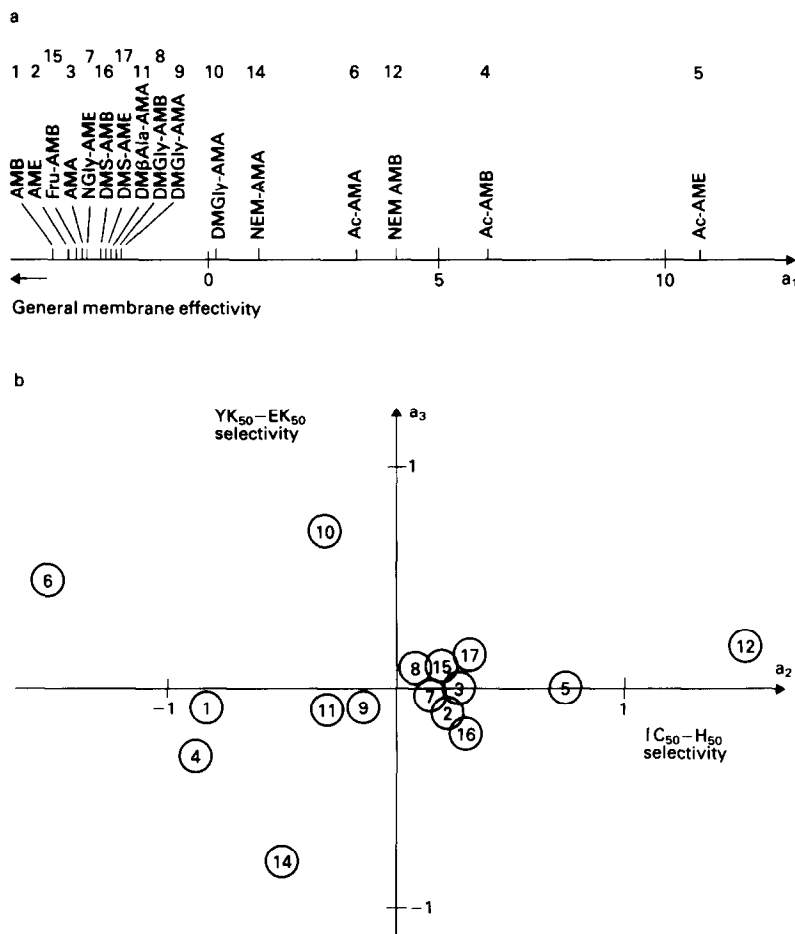 a
15 7 17 8
1 2 3 16 11 9 10 14 6 12 4 5
AMB
AME
Fru-AMB
AMA
NGly-AME
DMS-AMB
DMS-AME
DMβAla-AMA
DMGly-AMB
DMGly-AMA
DMGly-AMA
NEM-AMA
Ac-AMA
NEM AMB
Ac-AMB
Ac-AME
0 5 10 a₁
General membrane effectivity
b
YK₅₀–EK₅₀
selectivity
a₃
1
10
6
12
17
15
8
a₂
3
5
7
-1
1
11
9
2
1
IC₅₀–H₅₀
selectivity
16
4
14
-1